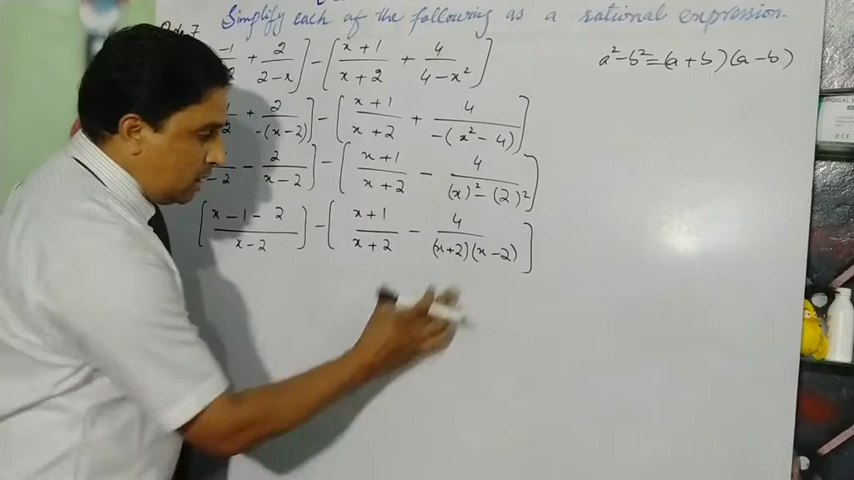 Simplify each of the following as a rational expression.
-1 + 2/(2-x)] - [(x+1)/(x+2) + 4/(4-x²)]
a²-b²=(a+b)(a-b)
+ 2/-(x-2)] - [(x+1)/(x+2) + 4/-(x²-4)]
- 2/(x-2)] - [(x+1)/(x+2) - 4/((x)²-(2)²)]
[(x-1-2)/(x-2)] - [(x+1)/(x+2) - 4/((x+2)(x-2))]